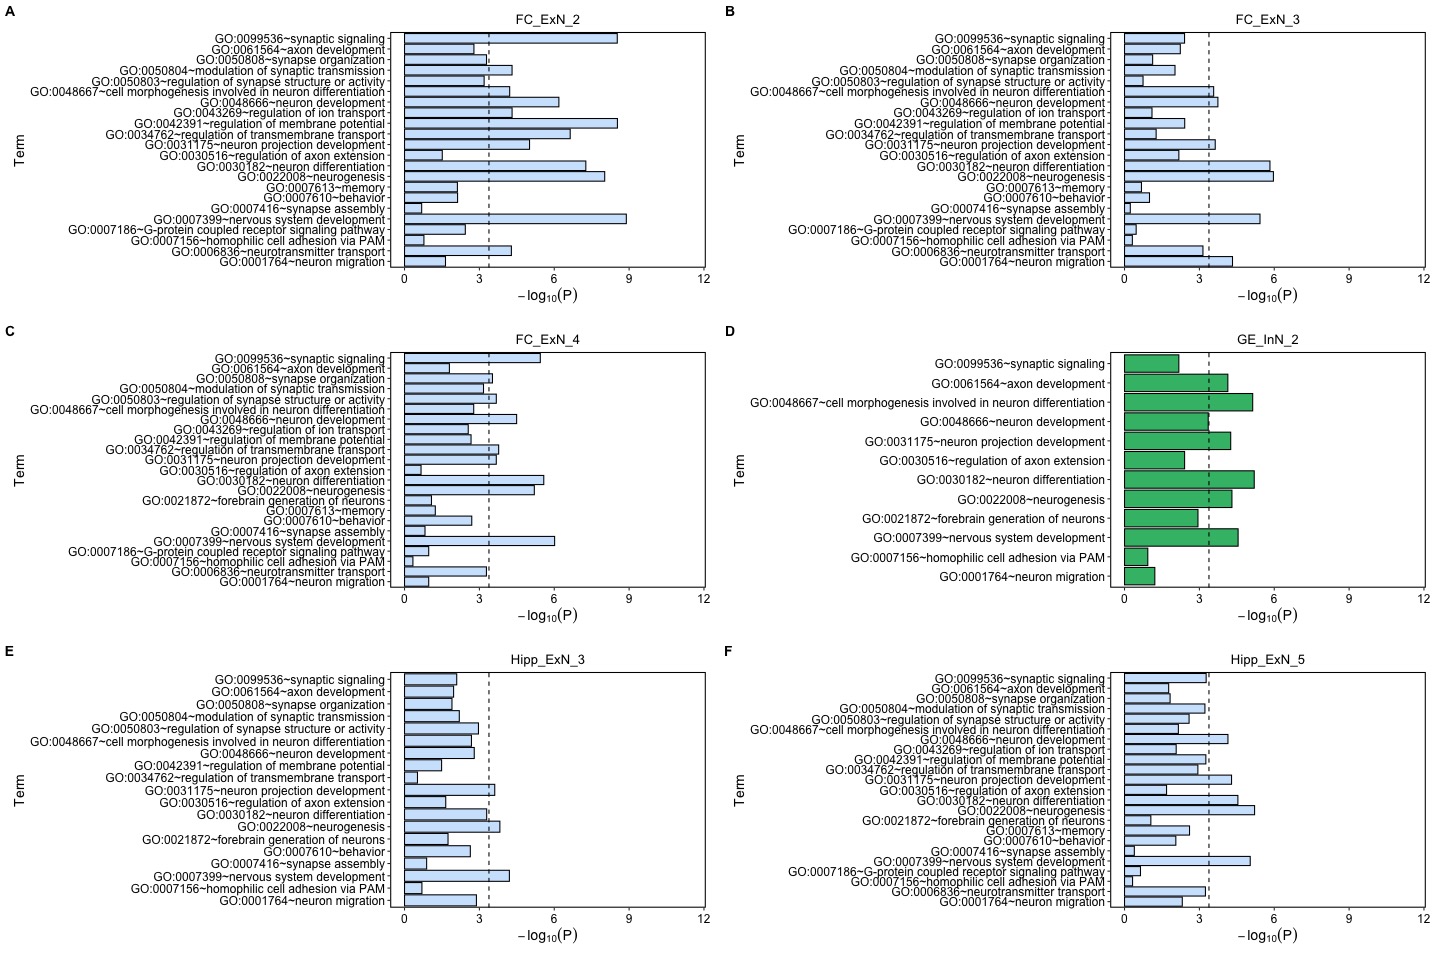 A
FC_ExN_2
Term
GO:0099536~synaptic signaling
GO:0061564~axon development
GO:0050808~synapse organization
GO:0050804~modulation of synaptic transmission
GO:0050803~regulation of synapse structure or activity
GO:0048667~cell morphogenesis involved in neuron differentiation
GO:0048666~neuron development
GO:0043269~regulation of ion transport
GO:0042391~regulation of membrane potential
GO:0034762~regulation of transmembrane transport
GO:0031175~neuron projection development
GO:0030516~regulation of axon extension
GO:0030182~neuron differentiation
GO:0022008~neurogenesis
GO:0007613~memory
GO:0007610~behavior
GO:0007416~synapse assembly
GO:0007399~nervous system development
GO:0007186~G-protein coupled receptor signaling pathway
GO:0007156~homophilic cell adhesion via PAM
GO:0006836~neurotransmitter transport
GO:0001764~neuron migration
0 3 6 9 12
−log10(P)
B
FC_ExN_3
Term
GO:0099536~synaptic signaling
GO:0061564~axon development
GO:0050808~synapse organization
GO:0050804~modulation of synaptic transmission
GO:0050803~regulation of synapse structure or activity
GO:0048667~cell morphogenesis involved in neuron differentiation
GO:0048666~neuron development
GO:0043269~regulation of ion transport
GO:0042391~regulation of membrane potential
GO:0034762~regulation of transmembrane transport
GO:0031175~neuron projection development
GO:0030516~regulation of axon extension
GO:0030182~neuron differentiation
GO:0022008~neurogenesis
GO:0007613~memory
GO:0007610~behavior
GO:0007416~synapse assembly
GO:0007399~nervous system development
GO:0007186~G-protein coupled receptor signaling pathway
GO:0007156~homophilic cell adhesion via PAM
GO:0006836~neurotransmitter transport
GO:0001764~neuron migration
0 3 6 9 12
−log10(P)
C
FC_ExN_4
Term
GO:0099536~synaptic signaling
GO:0061564~axon development
GO:0050808~synapse organization
GO:0050804~modulation of synaptic transmission
GO:0050803~regulation of synapse structure or activity
GO:0048667~cell morphogenesis involved in neuron differentiation
GO:0048666~neuron development
GO:0043269~regulation of ion transport
GO:0042391~regulation of membrane potential
GO:0034762~regulation of transmembrane transport
GO:0031175~neuron projection development
GO:0030516~regulation of axon extension
GO:0030182~neuron differentiation
GO:0022008~neurogenesis
GO:0021872~forebrain generation of neurons
GO:0007613~memory
GO:0007610~behavior
GO:0007416~synapse assembly
GO:0007399~nervous system development
GO:0007186~G-protein coupled receptor signaling pathway
GO:0007156~homophilic cell adhesion via PAM
GO:0006836~neurotransmitter transport
GO:0001764~neuron migration
0 3 6 9 12
−log10(P)
D
GE_InN_2
Term
GO:0099536~synaptic signaling
GO:0061564~axon development
GO:0048667~cell morphogenesis involved in neuron differentiation
GO:0048666~neuron development
GO:0031175~neuron projection development
GO:0030516~regulation of axon extension
GO:0030182~neuron differentiation
GO:0022008~neurogenesis
GO:0021872~forebrain generation of neurons
GO:0007399~nervous system development
GO:0007156~homophilic cell adhesion via PAM
GO:0001764~neuron migration
0 3 6 9 12
−log10(P)
E
Hipp_ExN_3
Term
GO:0099536~synaptic signaling
GO:0061564~axon development
GO:0050808~synapse organization
GO:0050804~modulation of synaptic transmission
GO:0050803~regulation of synapse structure or activity
GO:0048667~cell morphogenesis involved in neuron differentiation
GO:0048666~neuron development
GO:0042391~regulation of membrane potential
GO:0034762~regulation of transmembrane transport
GO:0031175~neuron projection development
GO:0030516~regulation of axon extension
GO:0030182~neuron differentiation
GO:0022008~neurogenesis
GO:0021872~forebrain generation of neurons
GO:0007610~behavior
GO:0007416~synapse assembly
GO:0007399~nervous system development
GO:0007156~homophilic cell adhesion via PAM
GO:0001764~neuron migration
0 3 6 9 12
−log10(P)
F
Hipp_ExN_5
Term
GO:0099536~synaptic signaling
GO:0061564~axon development
GO:0050808~synapse organization
GO:0050804~modulation of synaptic transmission
GO:0050803~regulation of synapse structure or activity
GO:0048667~cell morphogenesis involved in neuron differentiation
GO:0048666~neuron development
GO:0043269~regulation of ion transport
GO:0042391~regulation of membrane potential
GO:0034762~regulation of transmembrane transport
GO:0031175~neuron projection development
GO:0030516~regulation of axon extension
GO:0030182~neuron differentiation
GO:0022008~neurogenesis
GO:0021872~forebrain generation of neurons
GO:0007613~memory
GO:0007610~behavior
GO:0007416~synapse assembly
GO:0007399~nervous system development
GO:0007186~G-protein coupled receptor signaling pathway
GO:0007156~homophilic cell adhesion via PAM
GO:0006836~neurotransmitter transport
GO:0001764~neuron migration
0 3 6 9 12
−log10(P)